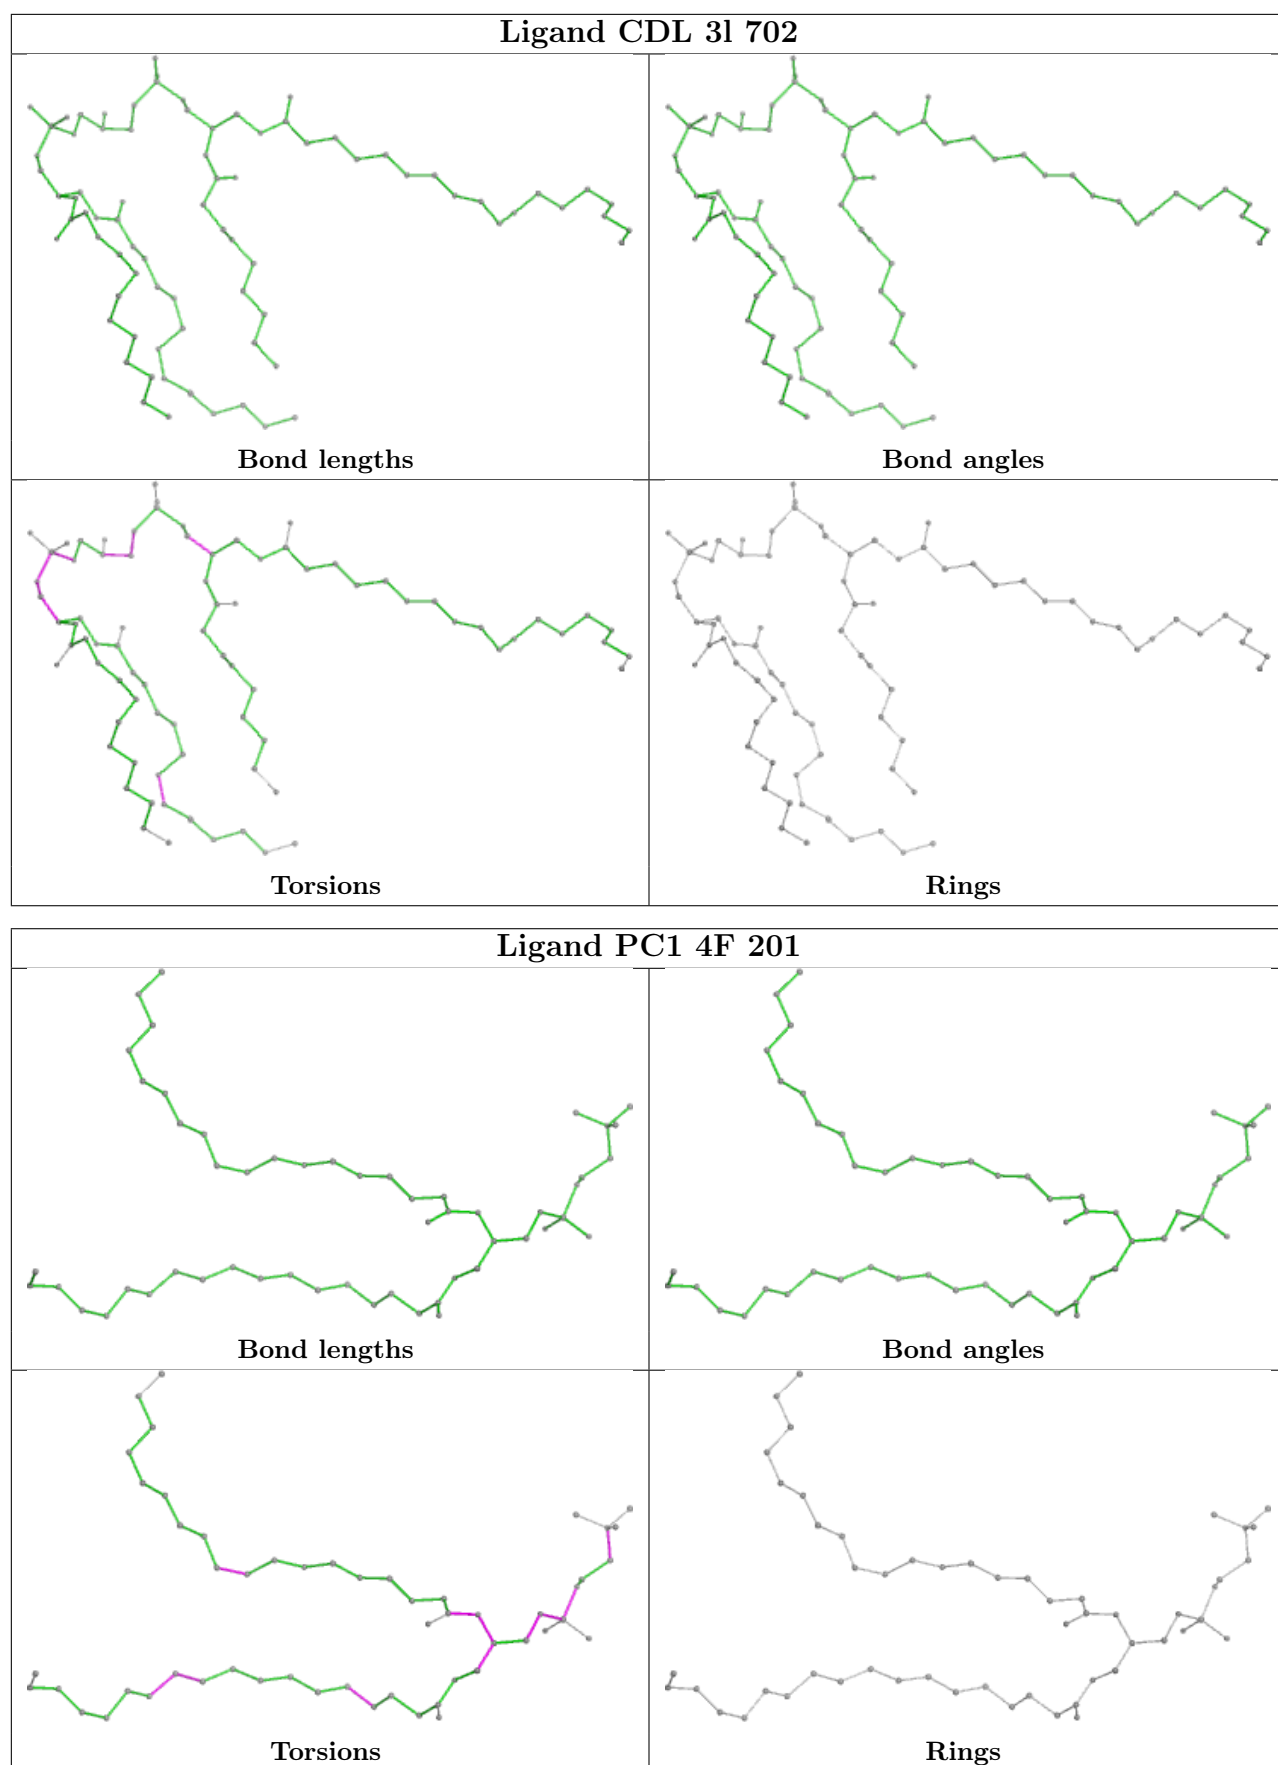 Ligand CDL 3l 702
Bond lengths
Bond angles
Torsions
Rings
Ligand PC1 4F 201
Bond lengths
Bond angles
Torsions
Rings